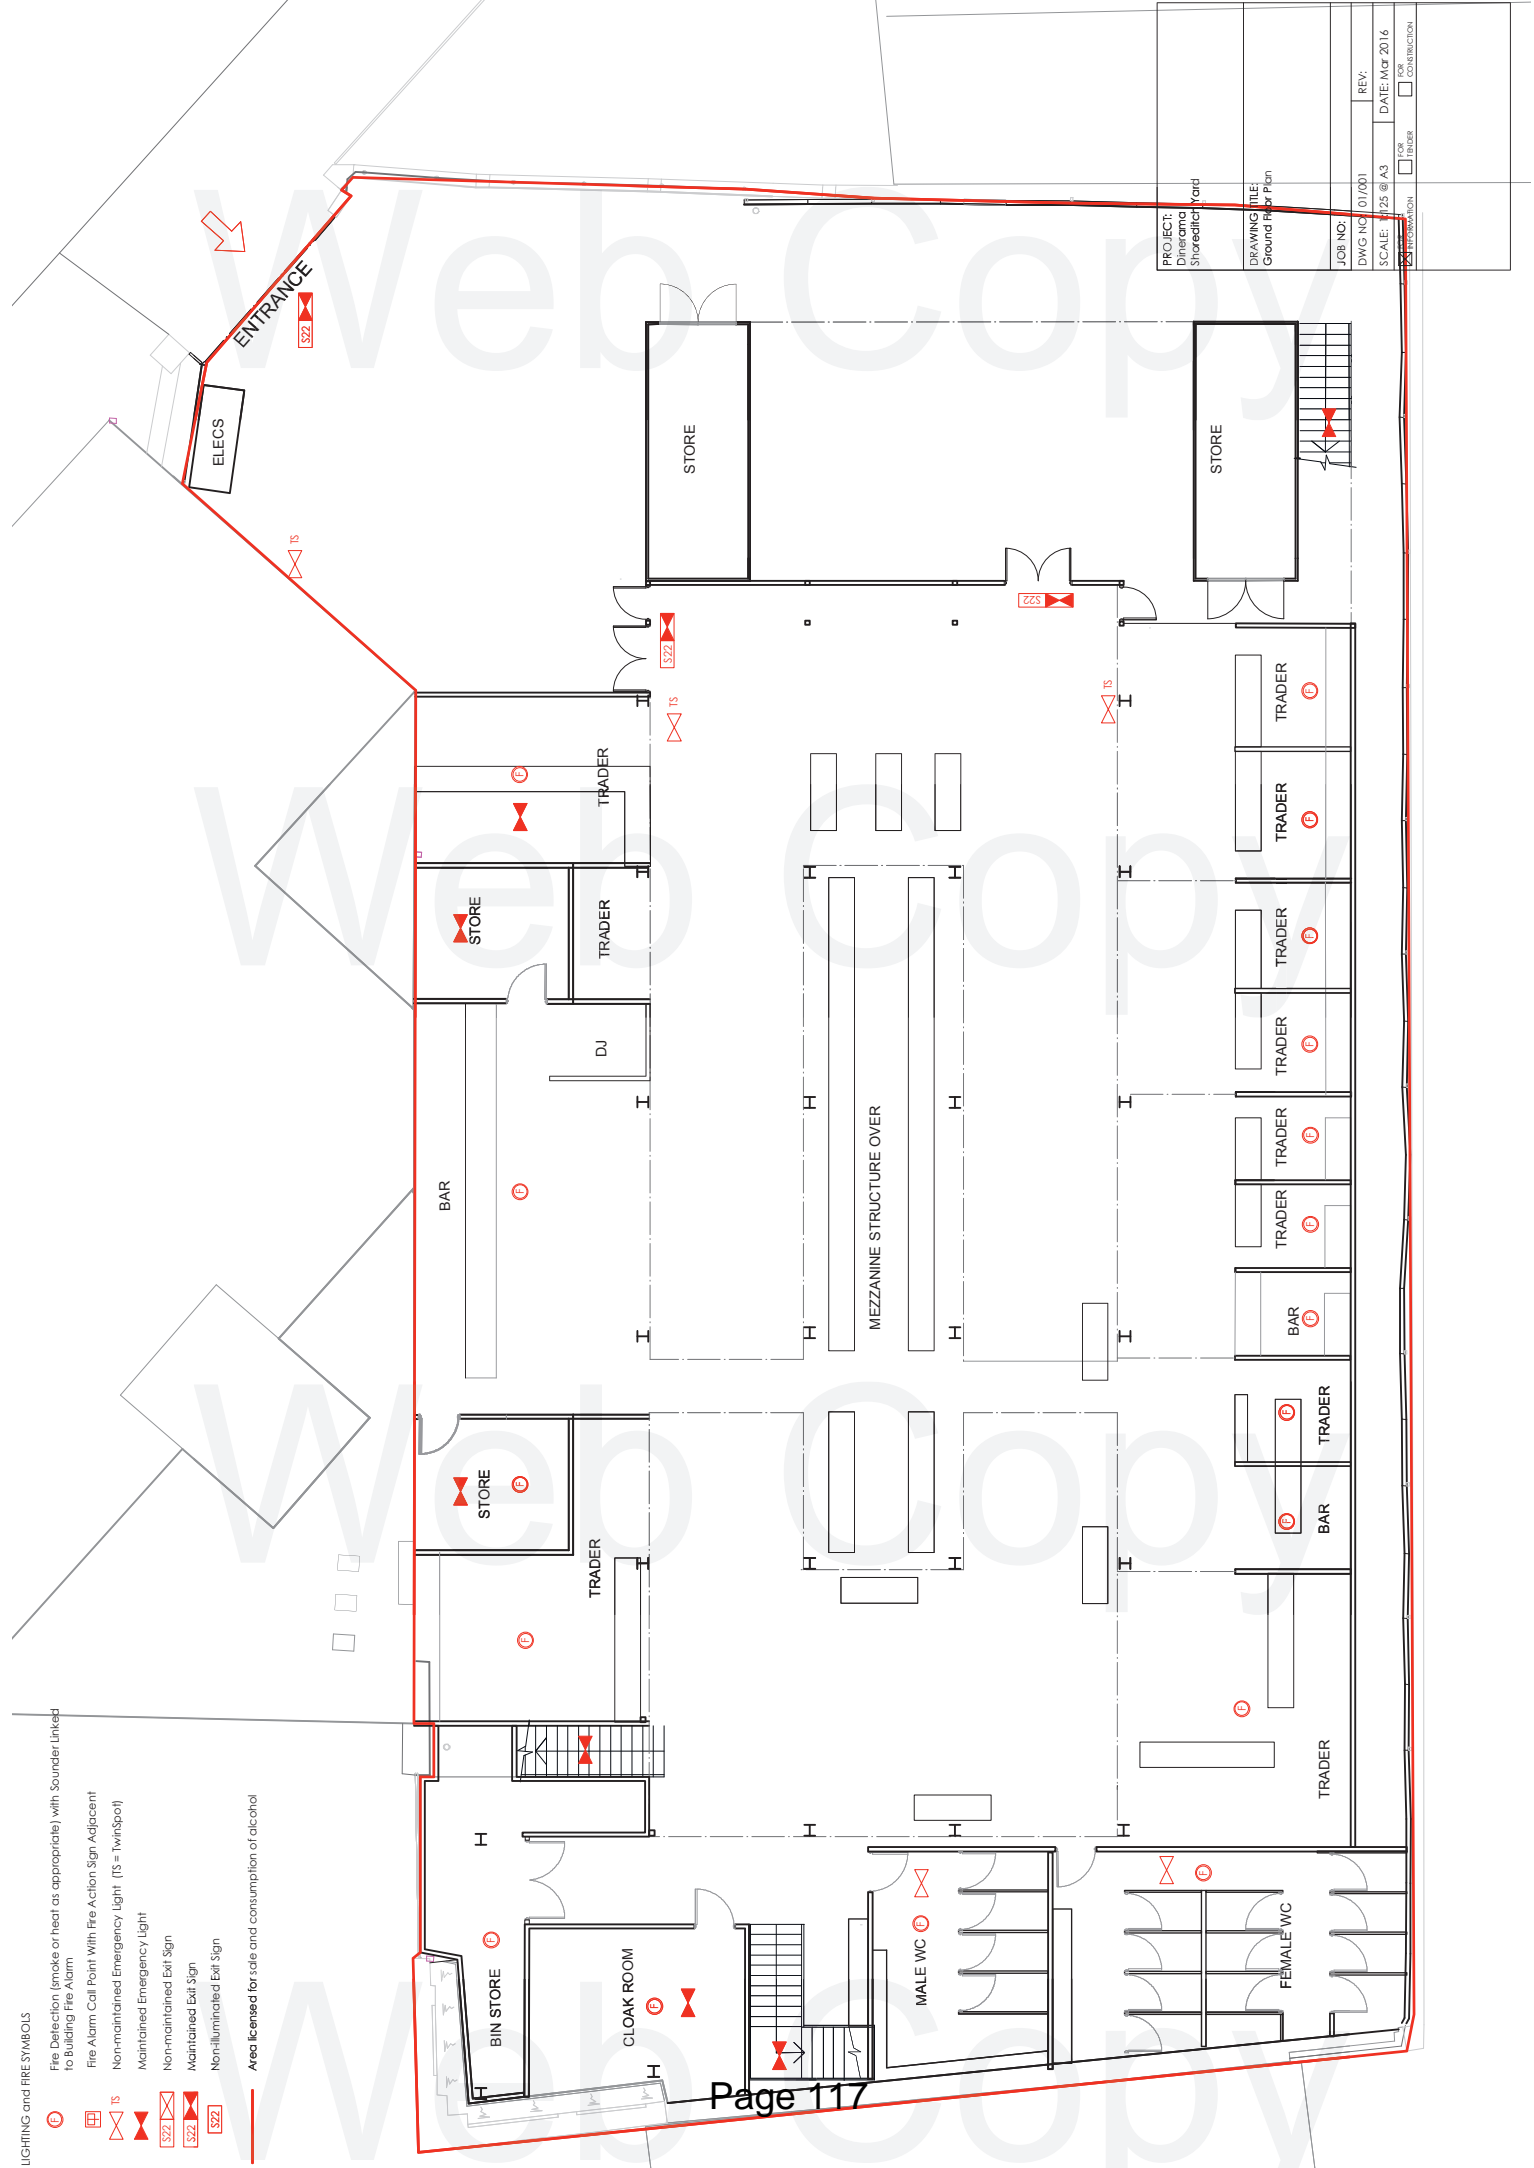 PROJECT:
Dinerama
Shoreditch Yard
DRAWING TITLE:
Ground Floor Plan
JOB NO:
DWG NO: 01/001
REV:
SCALE: 1:125 @ A3
DATE: Mar 2016
FOR
INFORMATION
FOR
TENDER
FOR
CONSTRUCTION
ENTRANCE
S22
ELECS
TS
STORE
STORE
S22
S22
TS
TS
TRADER
F
TRADER
F
TRADER
F
STORE
TRADER
TRADER
F
DJ
TRADER
F
BAR
F
MEZZANINE STRUCTURE OVER
TRADER
F
TRADER
F
BAR
F
STORE
F
TRADER
F
TRADER
F
BAR
F
TRADER
F
BIN STORE
F
CLOAK ROOM
F
MALE WC
F
FEMALE WC
F
LIGHTING and FIRE SYMBOLS
F
Fire Detection (smoke or heat as appropriate) with Sounder Linked
to Building Fire Alarm
Fire Alarm Call Point With Fire Action Sign Adjacent
TS
Non-maintained Emergency Light (TS = TwinSpot)
Maintained Emergency Light
S22
Non-maintained Exit Sign
S22
Maintained Exit Sign
S22
Non-illuminated Exit Sign
Area licensed for sale and consumption of alcohol
Page 117
Web Copy
Web Copy
Web Copy
Web Copy